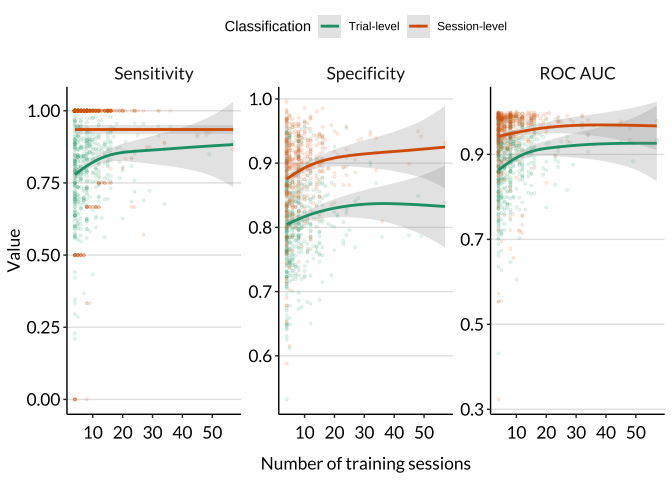 Classification Trial-level Session-level
Sensitivity Specificity ROC AUC
Value
1.00
0.75
0.50
0.25
0.00
1.0
0.9
0.8
0.7
0.6
0.9
0.7
0.5
0.3
10 20 30 40 50 10 20 30 40 50 10 20 30 40 50
Number of training sessions